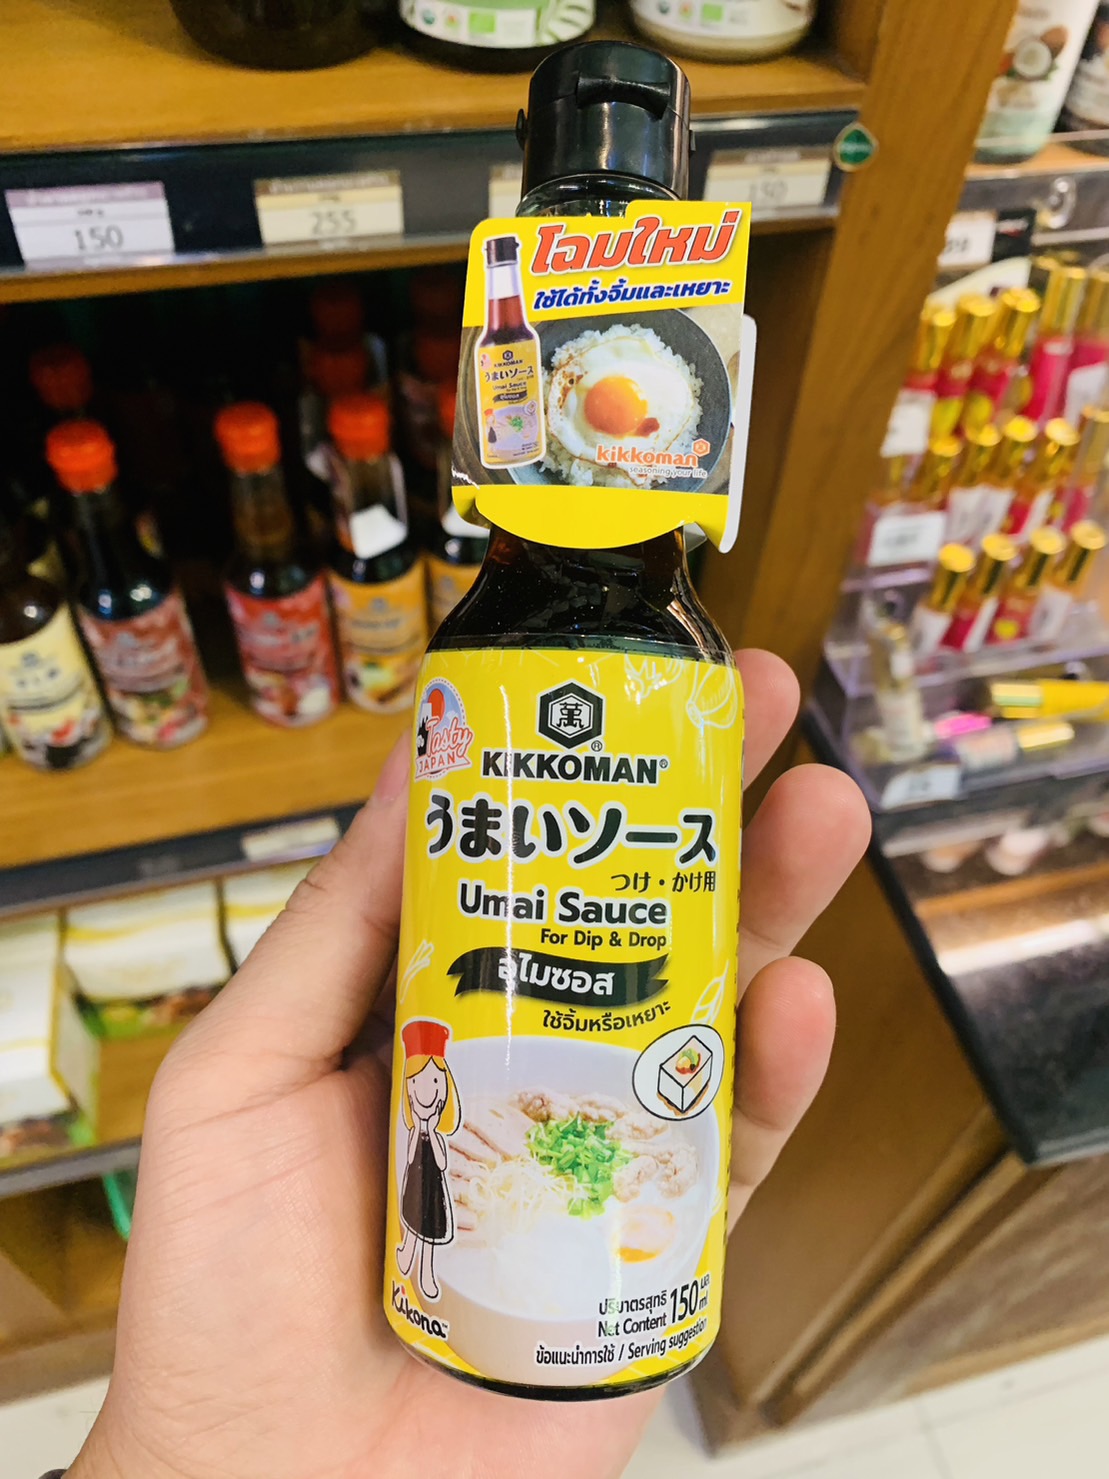 150
255
150
โฉมใหม่
ใช้ได้ทั้งจิ้มและเหยาะ
KIKKOMAN
うまいソース
Umai Sauce
kikkoman
seasoning your life
萬
Tasty
JAPAN
KIKKOMAN®
うまいソース
つけ・かけ用
Umai Sauce
For Dip & Drop
อุไมซอส
ใช้จิ้มหรือเหยาะ
Kikona™
ปริมาตรสุทธิ 150 มล
Net Content ml
ข้อแนะนำการใช้ / Serving suggestion